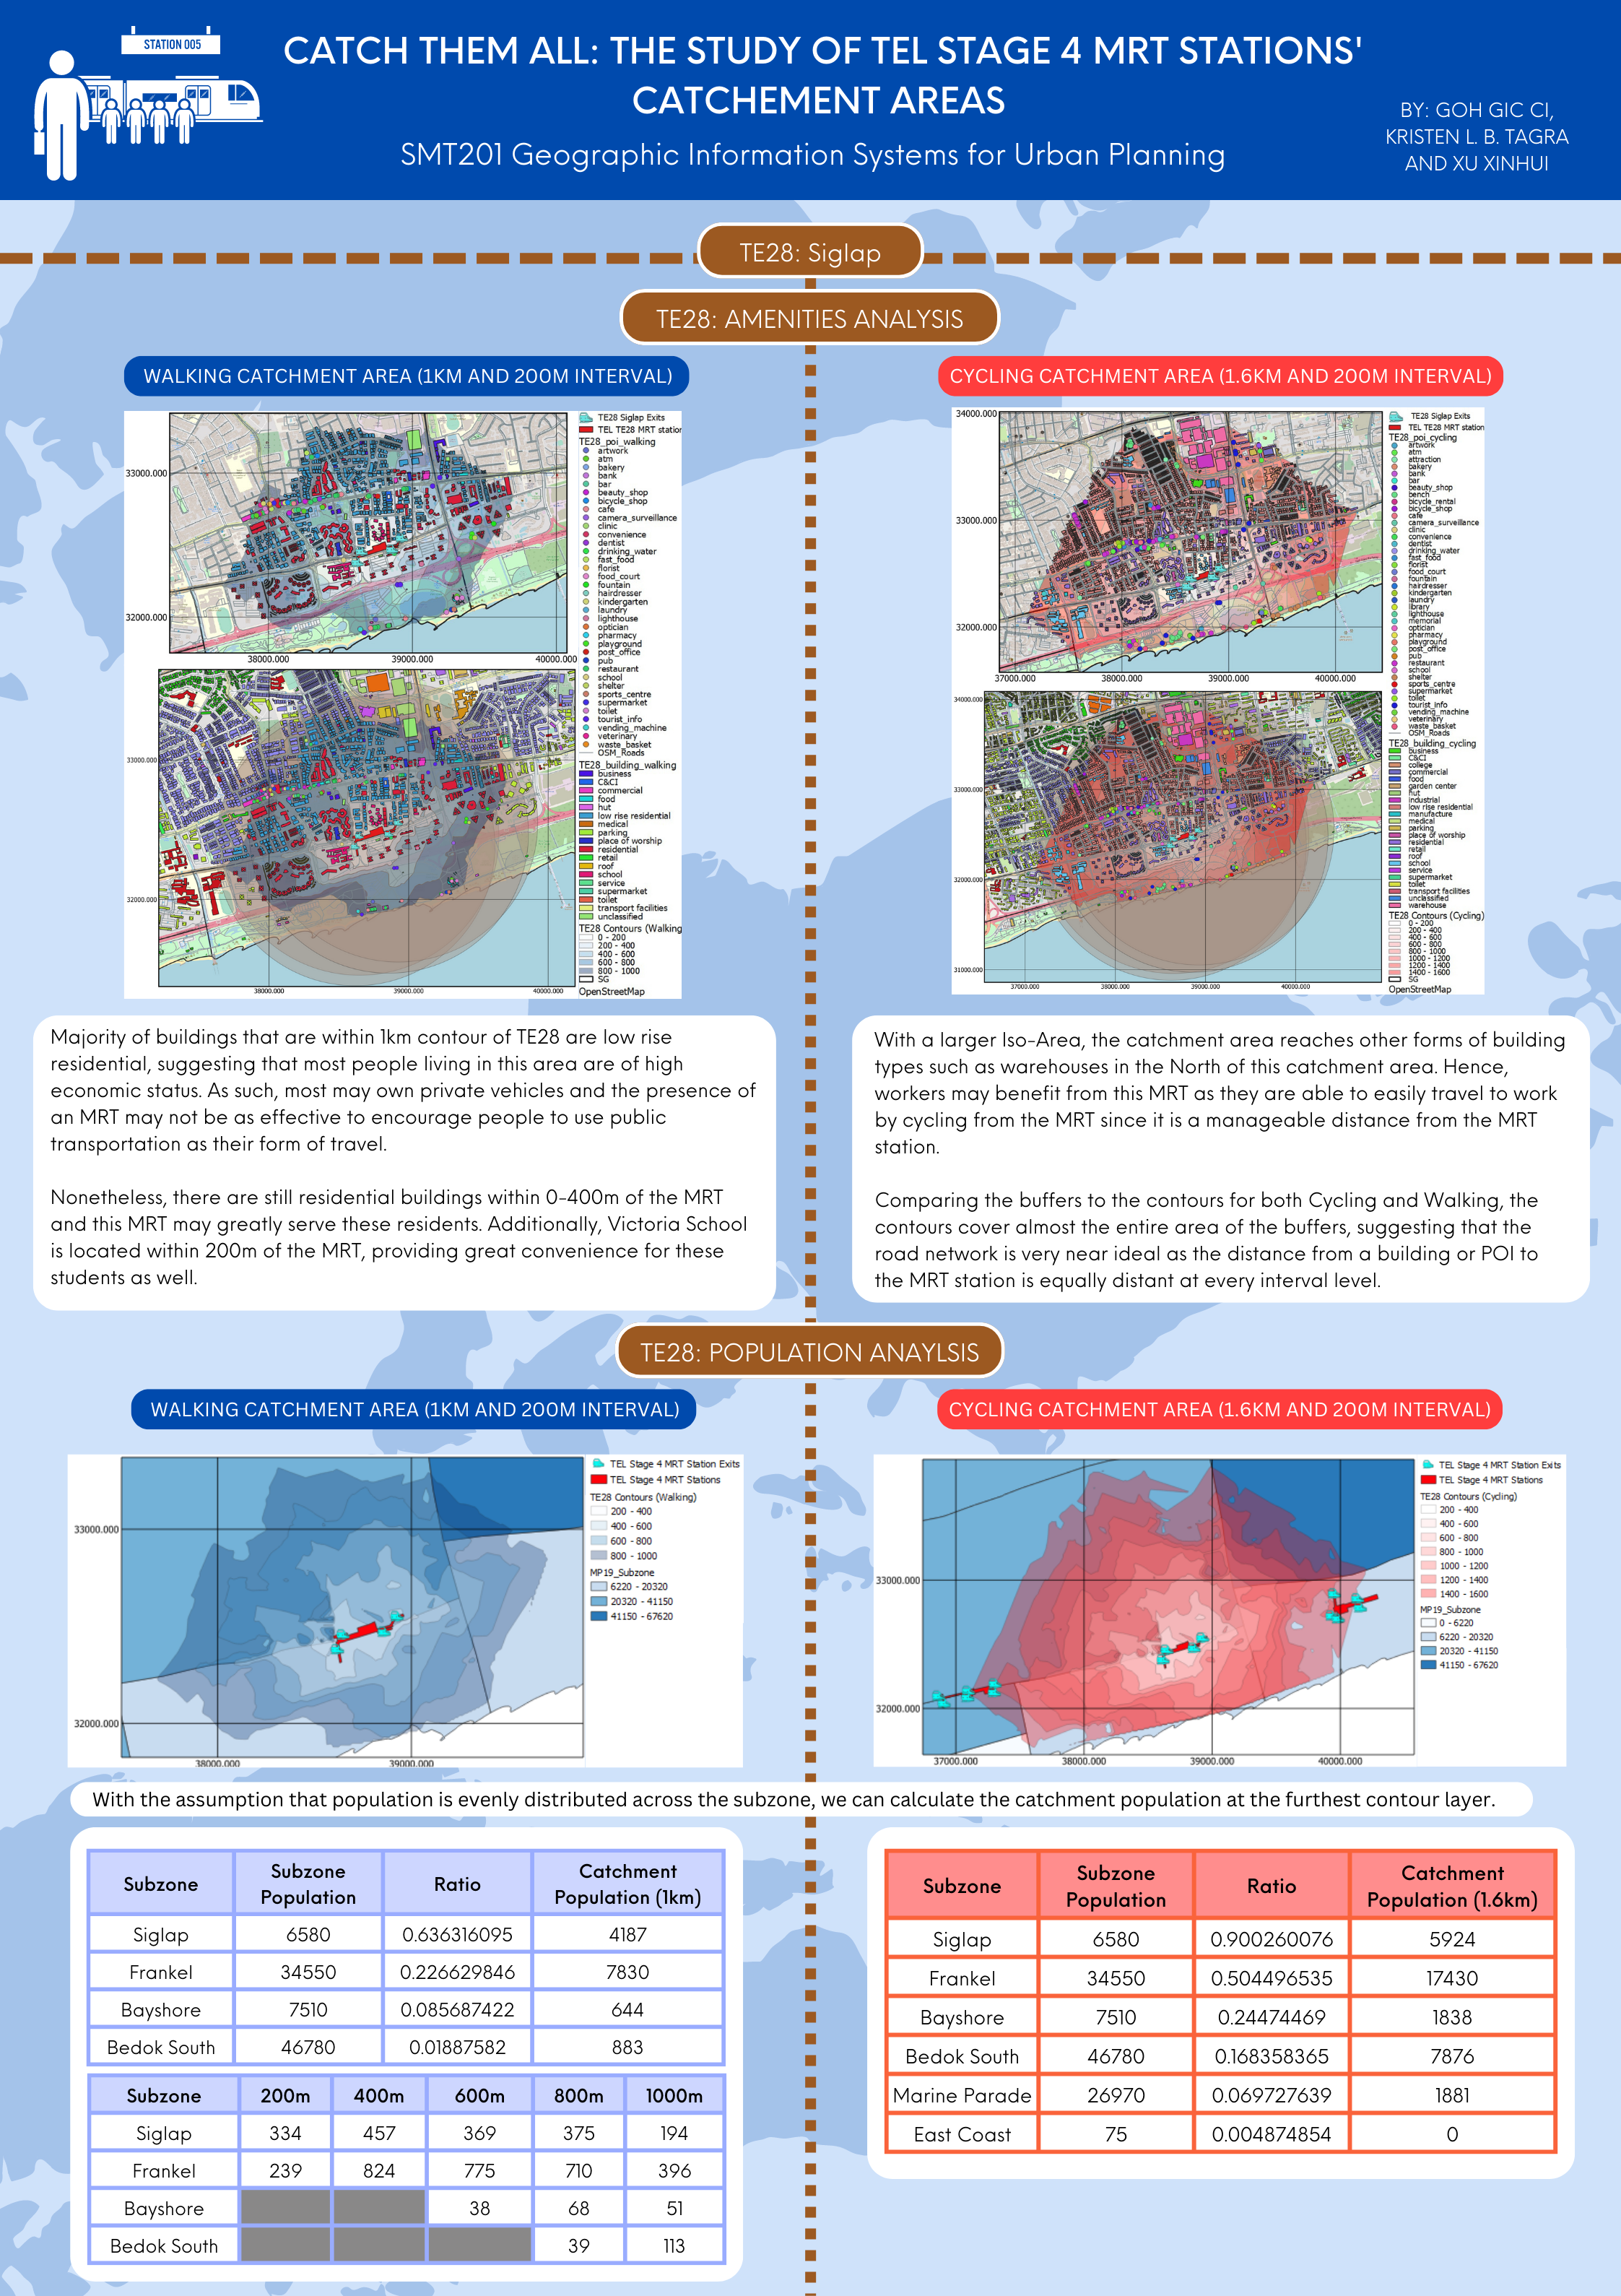 STATION 005
CATCH THEM ALL: THE STUDY OF TEL STAGE 4 MRT STATIONS'
CATCHEMENT AREAS
SMT201 Geographic Information Systems for Urban Planning
BY: GOH GIC CI,
KRISTEN L. B. TAGRA
AND XU XINHUI
TE28: Siglap
TE28: AMENITIES ANALYSIS
WALKING CATCHMENT AREA (1KM AND 200M INTERVAL)
33000.000
32000.000
38000.000 39000.000 40000.000
33000.000
32000.000
38000.000 39000.000 40000.000
TE28 Siglap Exits
TEL TE28 MRT station
TE28_poi_walking
artwork
atm
bakery
bank
bar
beauty_shop
bicycle_shop
cafe
camera_surveillance
clinic
convenience
dentist
drinking_water
fast_food
florist
food_court
fountain
hairdresser
kindergarten
laundry
lighthouse
optician
pharmacy
playground
post_office
pub
restaurant
school
shelter
sports_centre
supermarket
toilet
tourist_info
vending_machine
veterinary
waste_basket
OSM_Roads
TE28_building_walking
business
C&CI
commercial
food
hut
low rise residential
medical
parking
place of worship
residential
retail
roof
school
service
supermarket
toilet
transport facilities
unclassified
TE28 Contours (Walking
0 - 200
200 - 400
400 - 600
600 - 800
800 - 1000
SG
OpenStreetMap
CYCLING CATCHMENT AREA (1.6KM AND 200M INTERVAL)
34000.000
33000.000
32000.000
37000.000 38000.000 39000.000 40000.000
34000.000
33000.000
32000.000
31000.000
37000.000 38000.000 39000.000 40000.000
TE28 Siglap Exits
TEL TE28 MRT station
TE28_poi_cycling
artwork
atm
attraction
bakery
bank
bar
beauty_shop
bench
bicycle_rental
bicycle_shop
cafe
camera_surveillance
clinic
convenience
dentist
drinking_water
fast_food
florist
food_court
fountain
hairdresser
kindergarten
laundry
library
lighthouse
memorial
optician
pharmacy
playground
post_office
pub
restaurant
school
shelter
sports_centre
supermarket
toilet
tourist_info
vending_machine
veterinary
waste_basket
OSM_Roads
TE28_building_cycling
business
C&CI
college
commercial
food
garden center
hut
industrial
low rise residential
manufacture
medical
parking
place of worship
residential
retail
roof
school
service
supermarket
toilet
transport facilities
unclassified
warehouse
TE28 Contours (Cycling)
0 - 200
200 - 400
400 - 600
600 - 800
800 - 1000
1000 - 1200
1200 - 1400
1400 - 1600
SG
OpenStreetMap
Majority of buildings that are within 1km contour of TE28 are low rise
residential, suggesting that most people living in this area are of high
economic status. As such, most may own private vehicles and the presence of
an MRT may not be as effective to encourage people to use public
transportation as their form of travel.
Nonetheless, there are still residential buildings within 0-400m of the MRT
and this MRT may greatly serve these residents. Additionally, Victoria School
is located within 200m of the MRT, providing great convenience for these
students as well.
With a larger Iso-Area, the catchment area reaches other forms of building
types such as warehouses in the North of this catchment area. Hence,
workers may benefit from this MRT as they are able to easily travel to work
by cycling from the MRT since it is a manageable distance from the MRT
station.
Comparing the buffers to the contours for both Cycling and Walking, the
contours cover almost the entire area of the buffers, suggesting that the
road network is very near ideal as the distance from a building or POI to
the MRT station is equally distant at every interval level.
TE28: POPULATION ANAYLSIS
WALKING CATCHMENT AREA (1KM AND 200M INTERVAL)
33000.000
32000.000
38000.000 39000.000
TEL Stage 4 MRT Station Exits
TEL Stage 4 MRT Stations
TE28 Contours (Walking)
200 - 400
400 - 600
600 - 800
800 - 1000
MP19_Subzone
6220 - 20320
20320 - 41150
41150 - 67620
CYCLING CATCHMENT AREA (1.6KM AND 200M INTERVAL)
33000.000
32000.000
37000.000 38000.000 39000.000 40000.000
TEL Stage 4 MRT Station Exits
TEL Stage 4 MRT Stations
TE28 Contours (Cycling)
200 - 400
400 - 600
600 - 800
800 - 1000
1000 - 1200
1200 - 1400
1400 - 1600
MP19_Subzone
0 - 6220
6220 - 20320
20320 - 41150
41150 - 67620
With the assumption that population is evenly distributed across the subzone, we can calculate the catchment population at the furthest contour layer.
Subzone Subzone Population Ratio Catchment Population (1km)
Siglap 6580 0.636316095 4187
Frankel 34550 0.226629846 7830
Bayshore 7510 0.085687422 644
Bedok South 46780 0.01887582 883
Subzone 200m 400m 600m 800m 1000m
Siglap 334 457 369 375 194
Frankel 239 824 775 710 396
Bayshore 38 68 51
Bedok South 39 113
Subzone Subzone Population Ratio Catchment Population (1.6km)
Siglap 6580 0.900260076 5924
Frankel 34550 0.504496535 17430
Bayshore 7510 0.24474469 1838
Bedok South 46780 0.168358365 7876
Marine Parade 26970 0.069727639 1881
East Coast 75 0.004874854 0